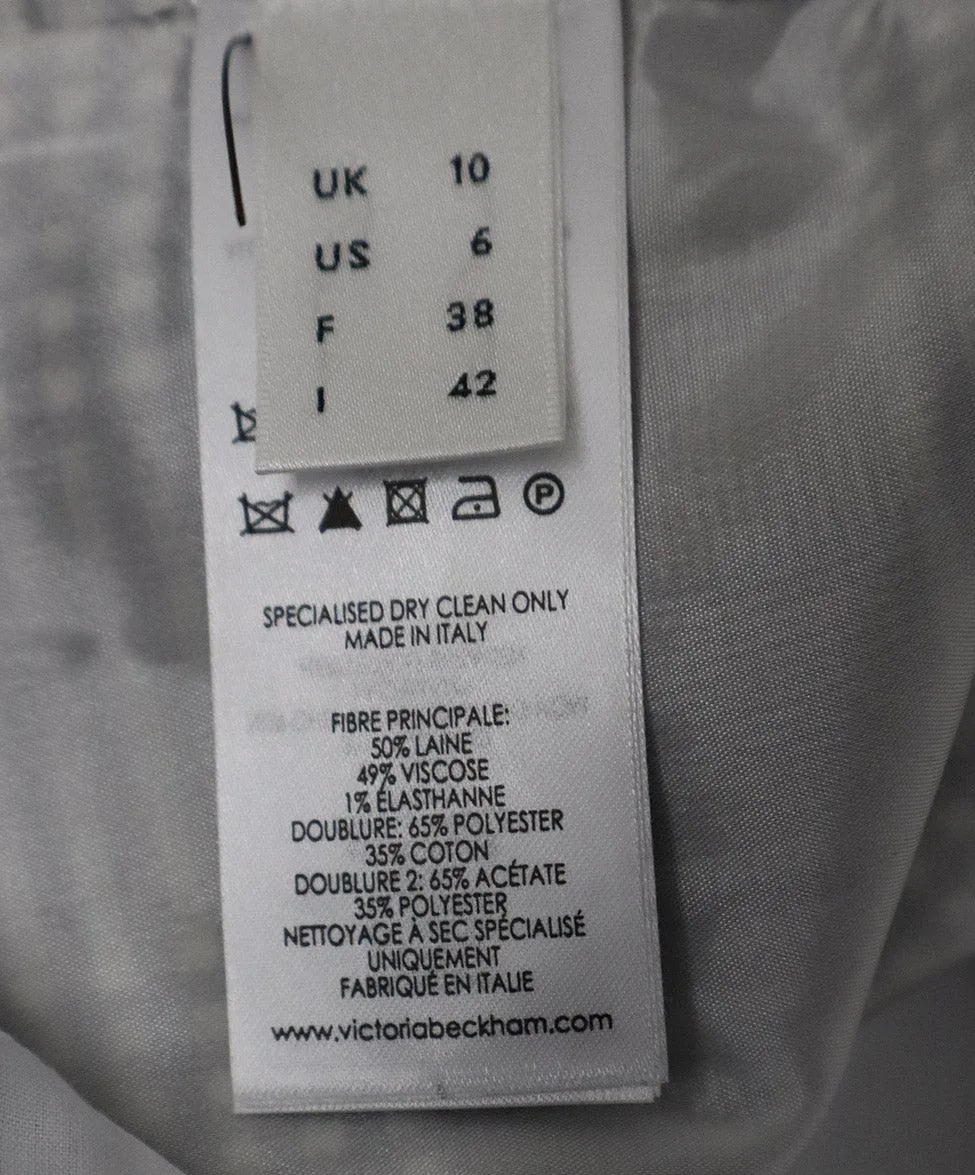 UK 10
US 6
F 38
I 42
P
SPECIALISED DRY CLEAN ONLY
MADE IN ITALY
FIBRE PRINCIPALE:
50% LAINE
49% VISCOSE
1% ÉLASTHANNE
DOUBLURE: 65% POLYESTER
35% COTON
DOUBLURE 2: 65% ACÉTATE
35% POLYESTER
NETTOYAGE À SEC SPÉCIALISÉ
UNIQUEMENT
FABRIQUÉ EN ITALIE
www.victoriabeckham.com